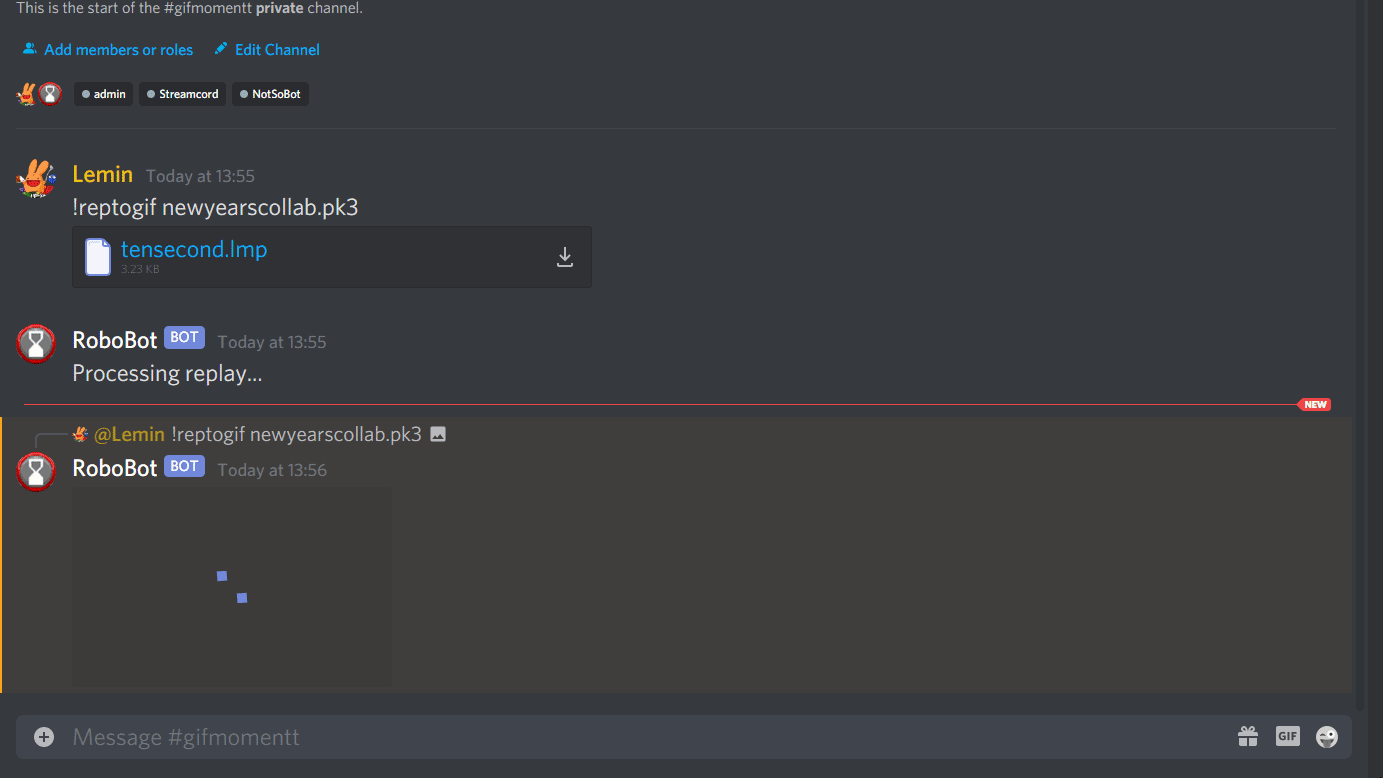 This is the start of the #gifmomentt private channel.
Add members or roles Edit Channel
admin Streamcord NotSoBot
Lemin Today at 13:55
!reptogif newyearscollab.pk3
tensecond.lmp
3.23 KB
RoboBot BOT Today at 13:55
Processing replay...
NEW
@Lemin !reptogif newyearscollab.pk3
RoboBot BOT Today at 13:56
Message #gifmomentt GIF